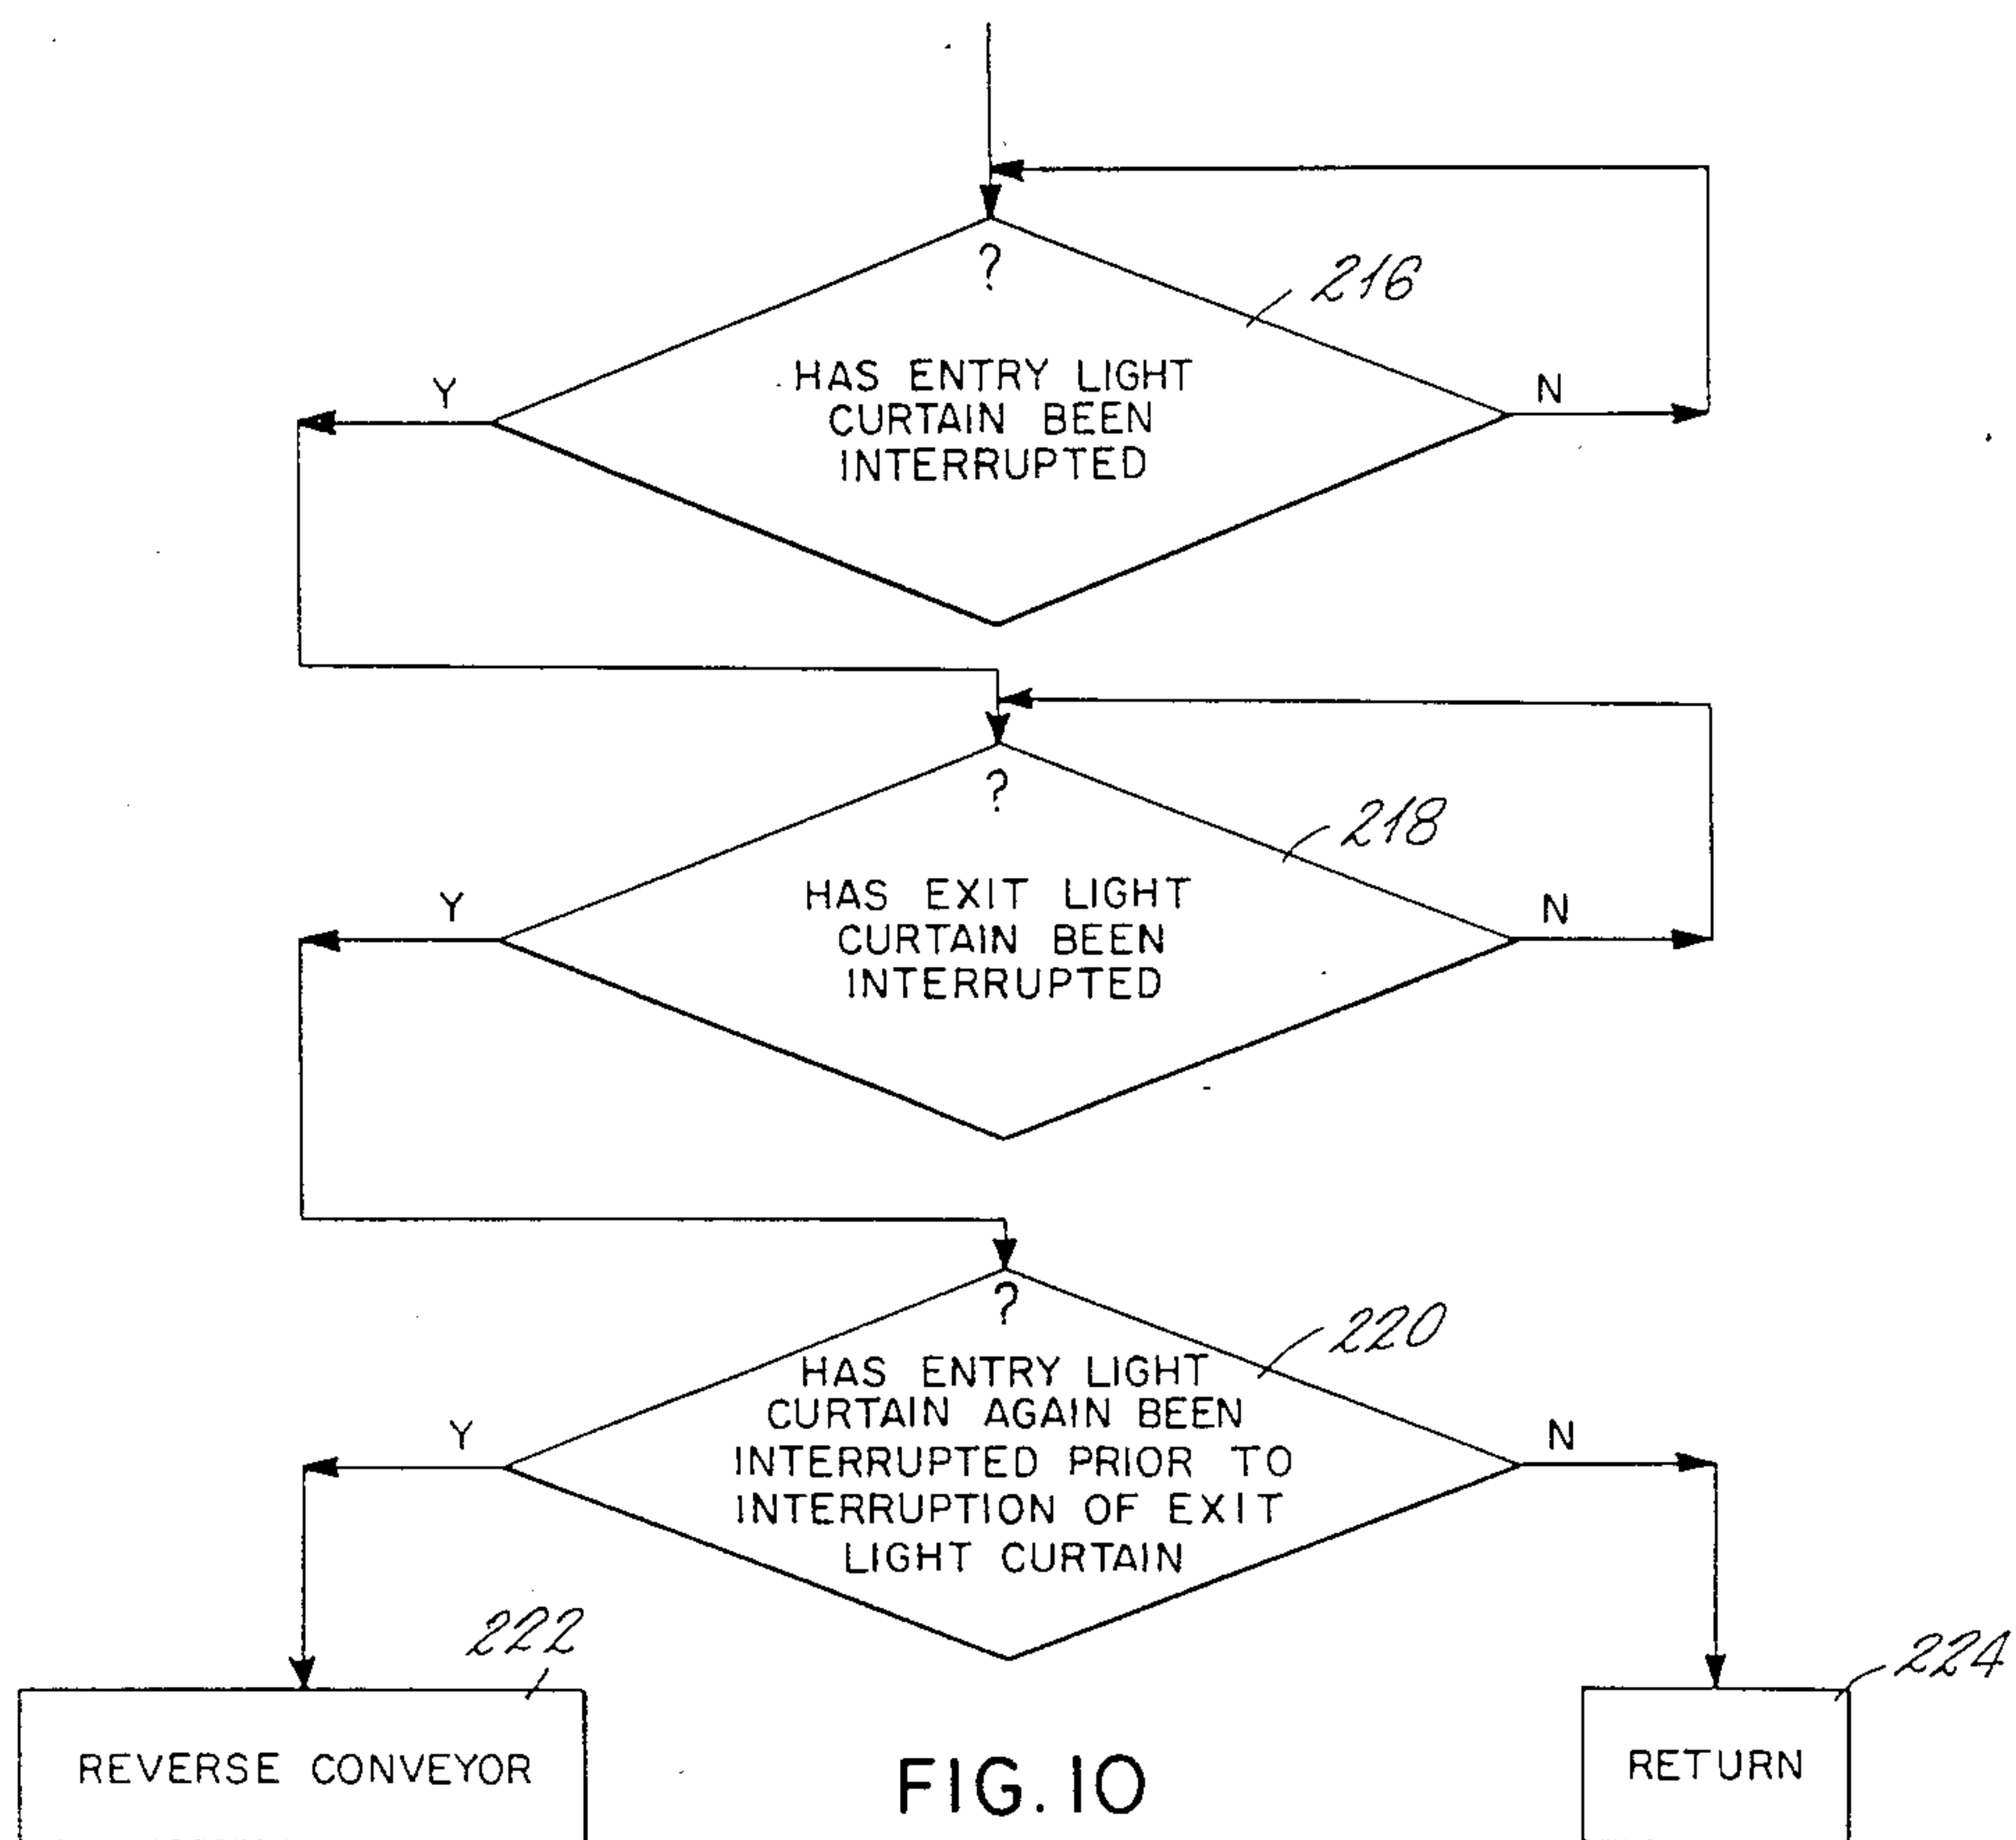 ?
216
HAS ENTRY LIGHT
CURTAIN BEEN
INTERRUPTED
Y
N
?
218
HAS EXIT LIGHT
CURTAIN BEEN
INTERRUPTED
Y
N
?
220
HAS ENTRY LIGHT
CURTAIN AGAIN BEEN
INTERRUPTED PRIOR TO
INTERRUPTION OF EXIT
LIGHT CURTAIN
Y
N
222
224
REVERSE CONVEYOR
RETURN
FIG. 10